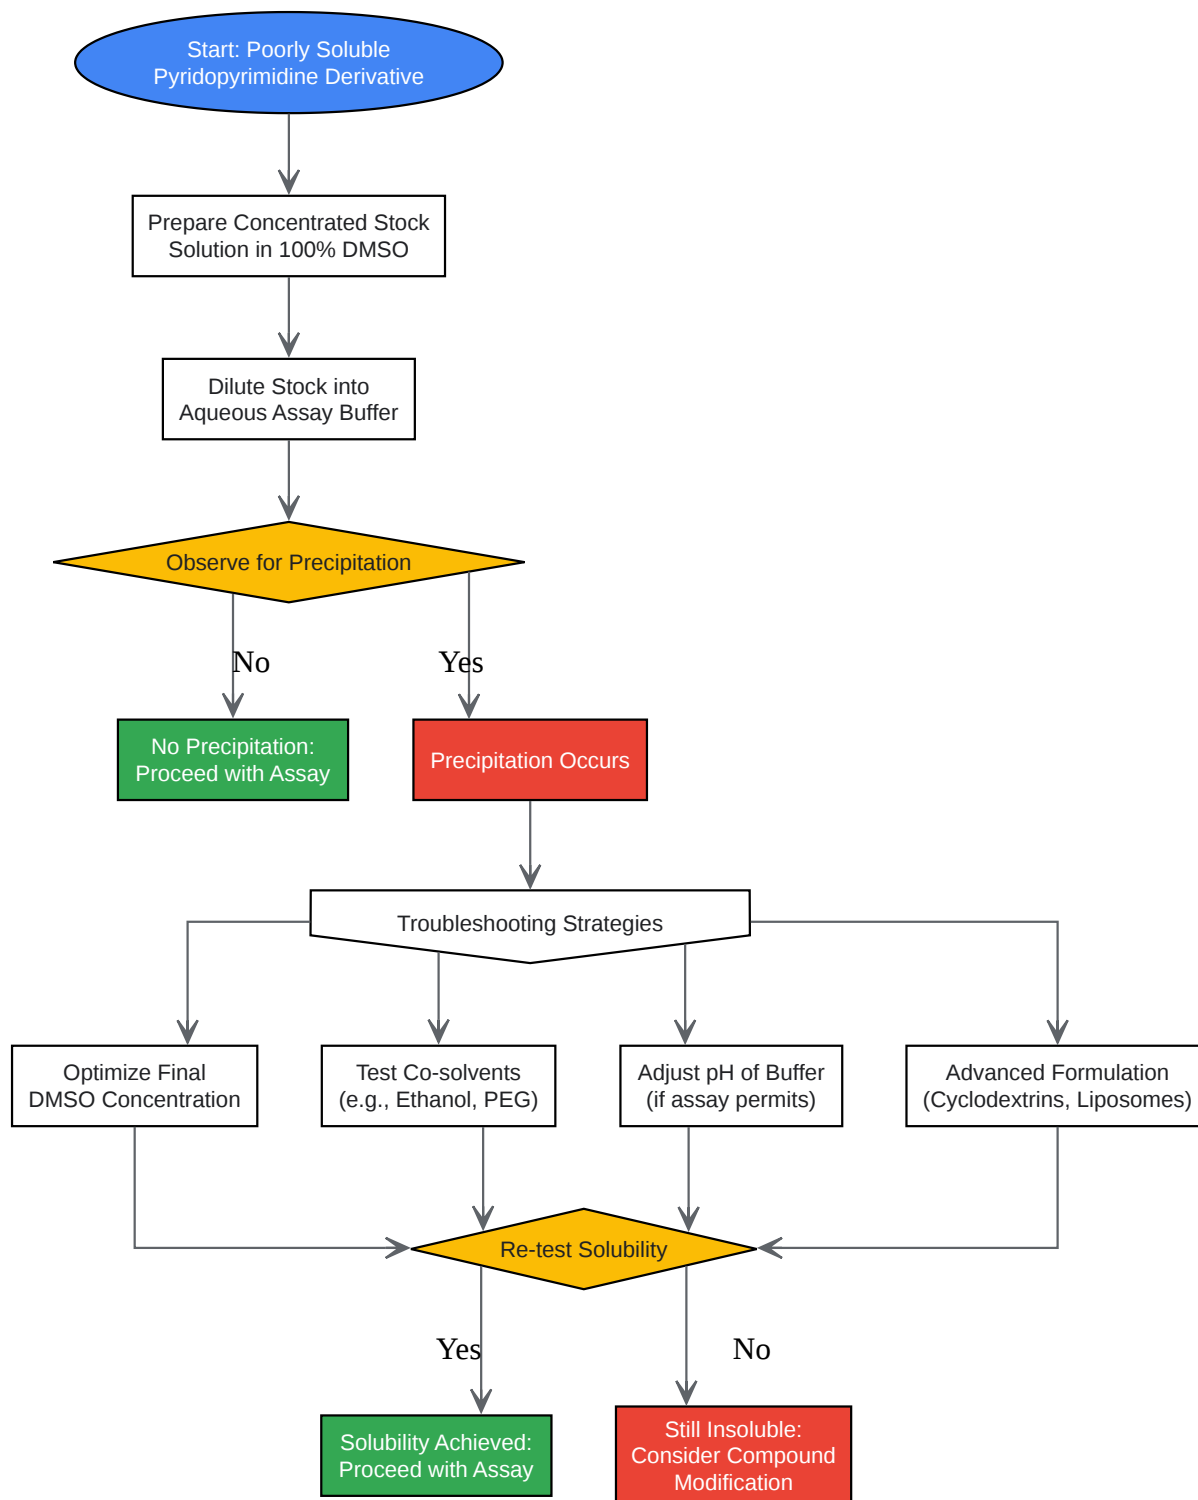 Start: Poorly Soluble
Pyridopyrimidine Derivative
Prepare Concentrated Stock
Solution in 100% DMSO
Dilute Stock into
Aqueous Assay Buffer
Observe for Precipitation
No
Yes
No Precipitation:
Proceed with Assay
Precipitation Occurs
Troubleshooting Strategies
Optimize Final
DMSO Concentration
Test Co-solvents
(e.g., Ethanol, PEG)
Adjust pH of Buffer
(if assay permits)
Advanced Formulation
(Cyclodextrins, Liposomes)
Re-test Solubility
Yes
No
Solubility Achieved:
Proceed with Assay
Still Insoluble:
Consider Compound
Modification